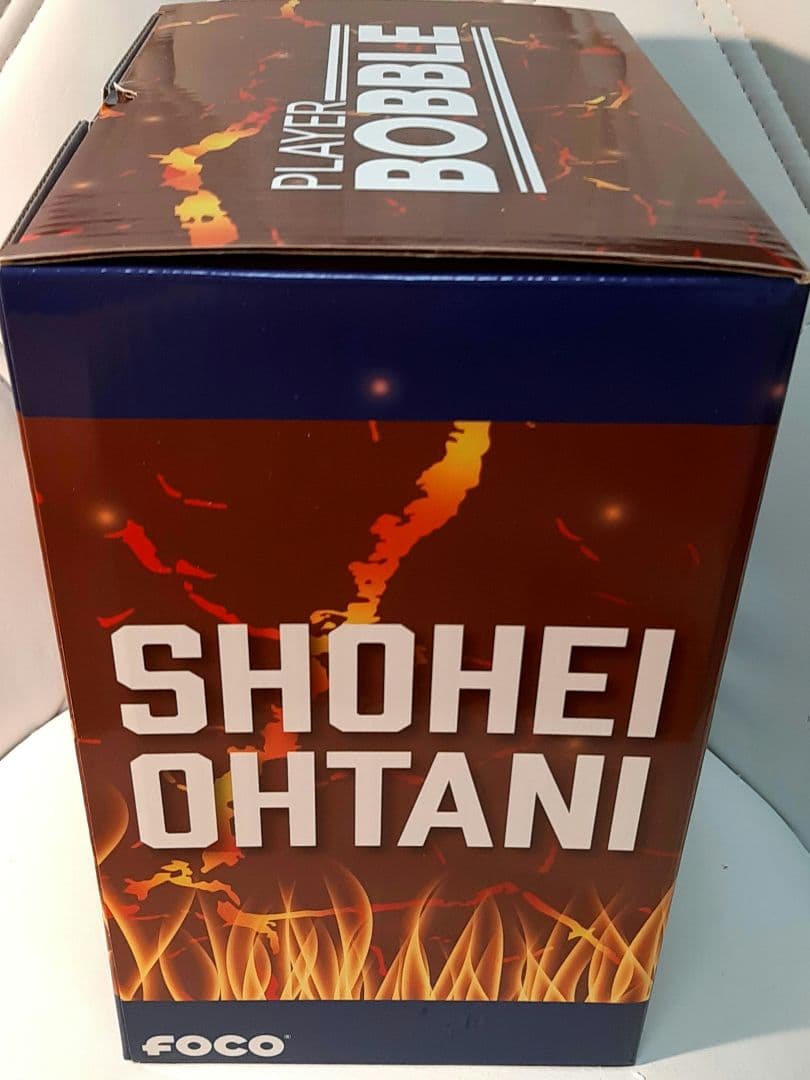 PLAYER
BOBBLE
SHOHEI
OHTANI
FOCO®